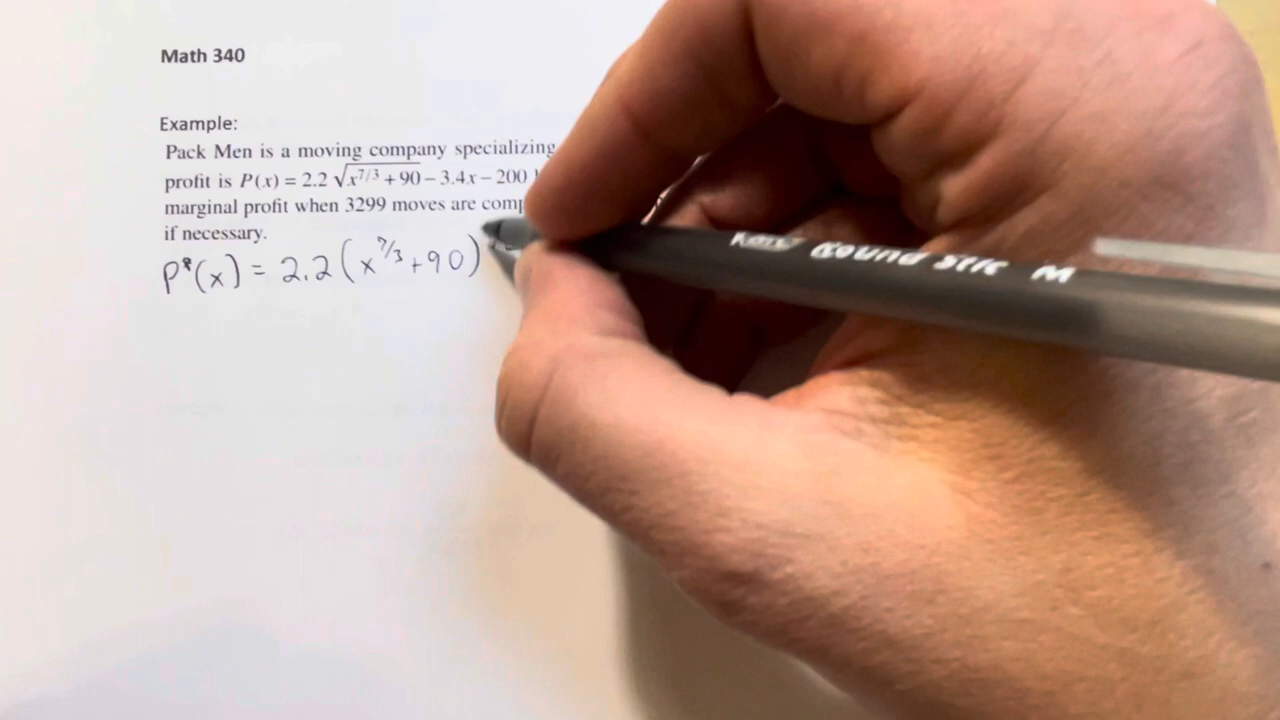 Math 340
Example:
Pack Men is a moving company specializing
profit is P(x) = 2.2 √x^{7/3} + 90 − 3.4x − 200
marginal profit when 3299 moves are comp
if necessary.
P*(x) = 2.2 (x^{7/3} + 90)
Round Stic M